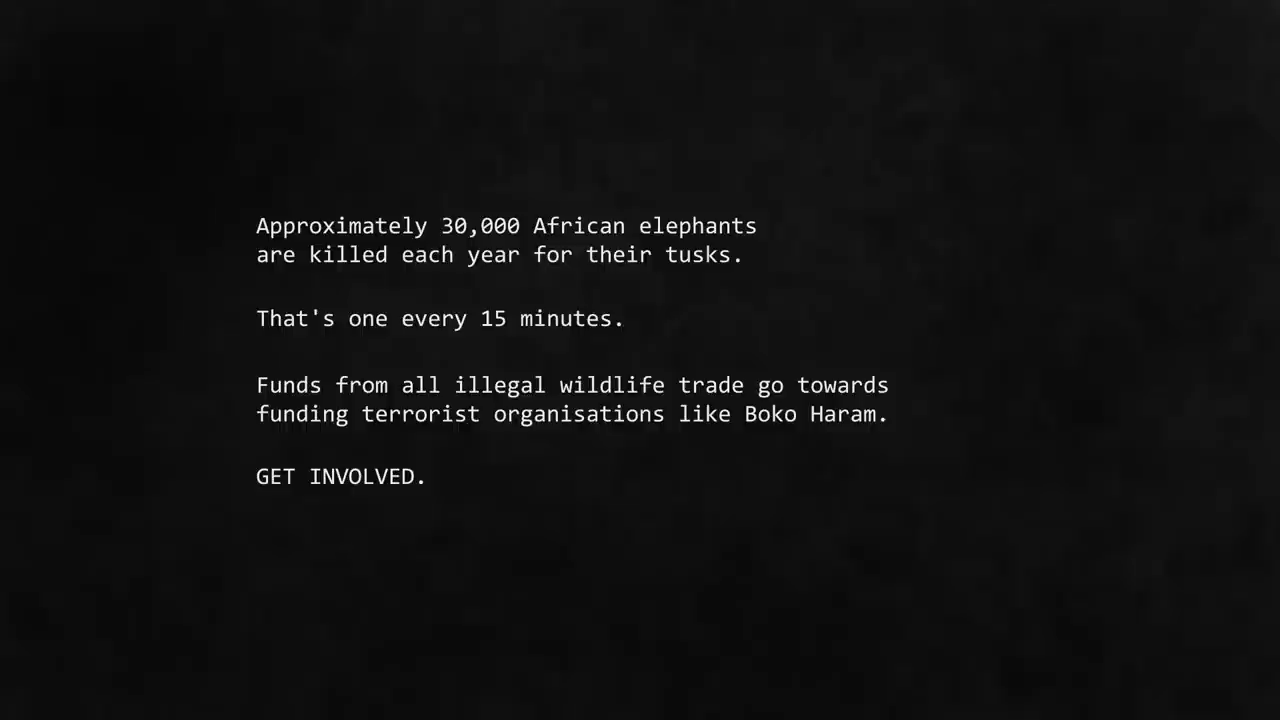 Approximately 30,000 African elephants
are killed each year for their tusks.
That's one every 15 minutes.
Funds from all illegal wildlife trade go towards
funding terrorist organisations like Boko Haram.
GET INVOLVED.